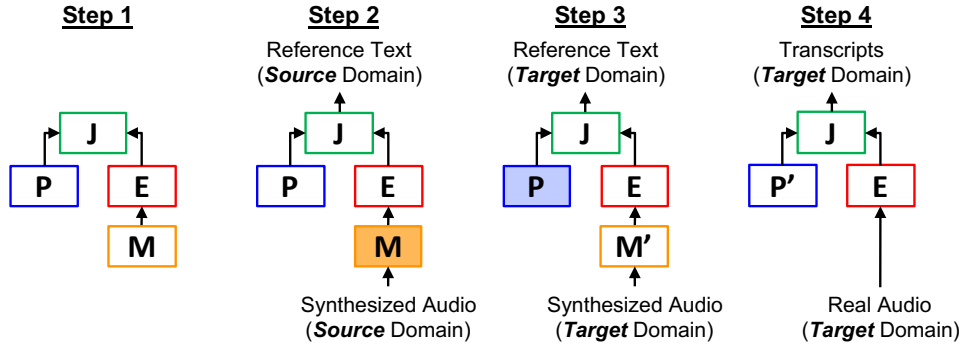 Step 1
J
P E
M
Step 2
Reference Text
(Source Domain)
J
P E
M
Synthesized Audio
(Source Domain)
Step 3
Reference Text
(Target Domain)
J
P E
M’
Synthesized Audio
(Target Domain)
Step 4
Transcripts
(Target Domain)
J
P’ E
Real Audio
(Target Domain)